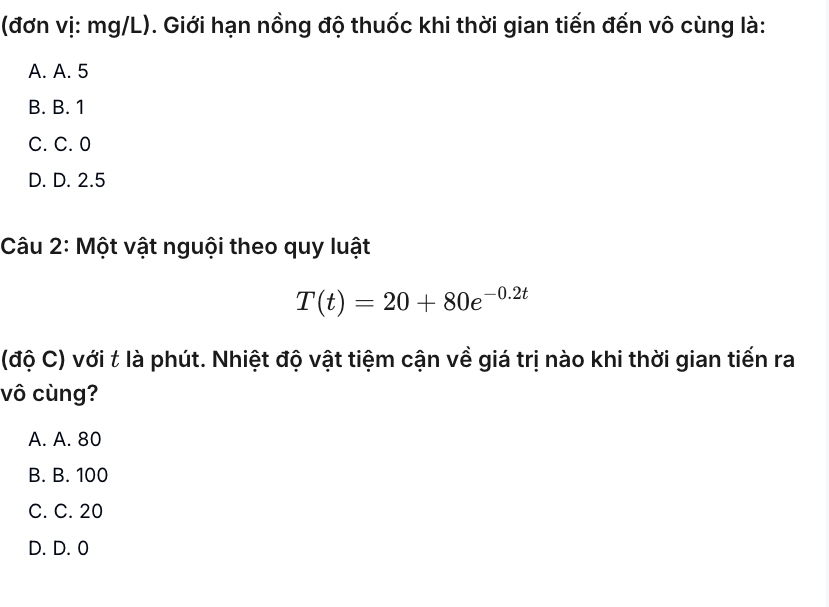 (đơn vị: mg/L). Giới hạn nồng độ thuốc khi thời gian tiến đến vô cùng là:
A. A. 5
B. B. 1
C. C. 0
D. D. 2.5
Câu 2: Một vật nguội theo quy luật
T(t) = 20 + 80e^{−0.2t}
(độ C) với t là phút. Nhiệt độ vật tiệm cận về giá trị nào khi thời gian tiến ra
vô cùng?
A. A. 80
B. B. 100
C. C. 20
D. D. 0